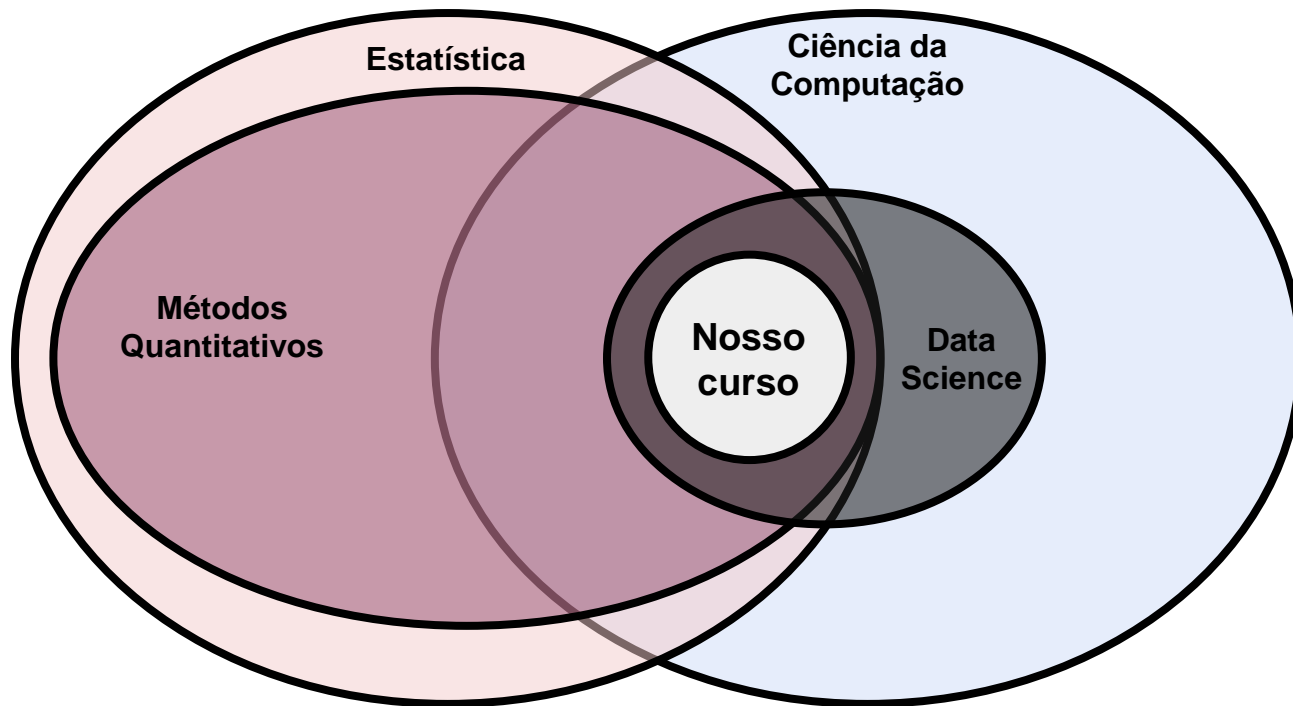 Estatística
Ciência da
Computação
Métodos
Quantitativos
Nosso
curso
Data
Science